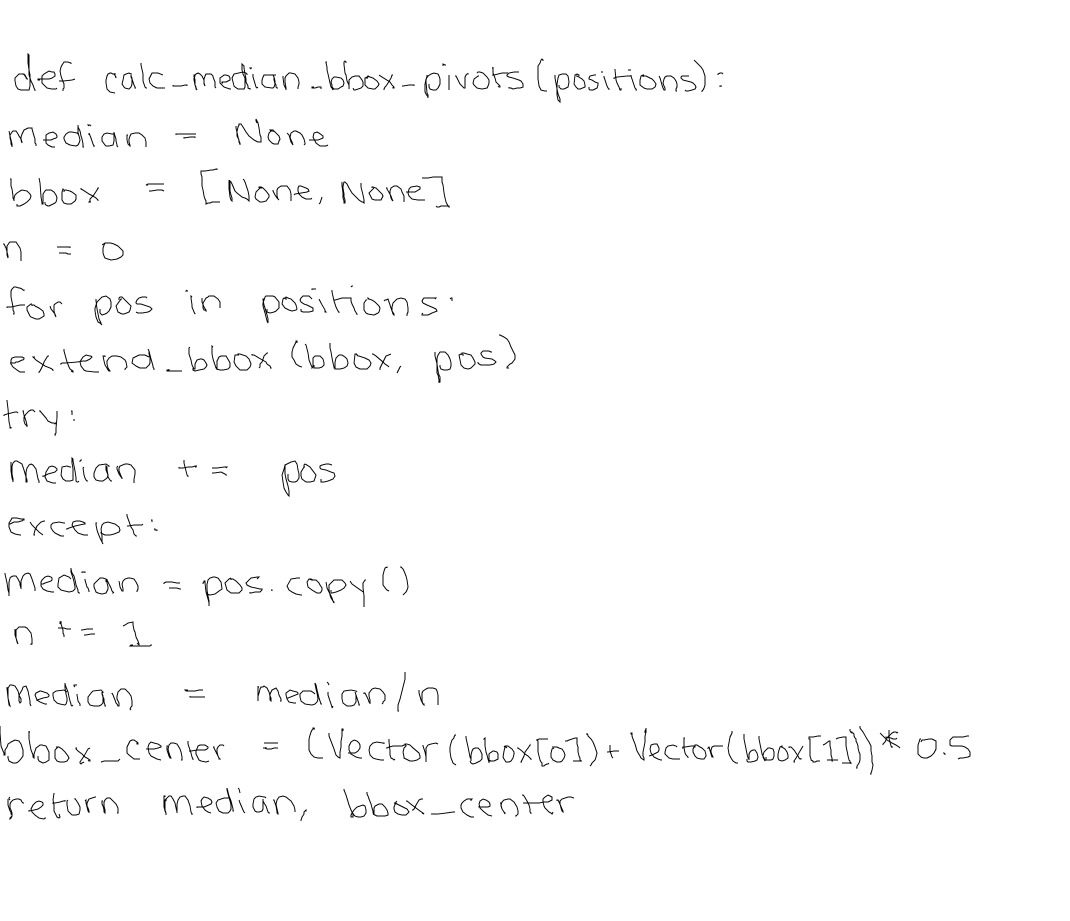 def calc_median_bbox_pivots(positions):
median = None
bbox = [None, None]
n = 0
for pos in positions:
extend_bbox(bbox, pos)
try:
median += pos
except:
median = pos.copy()
n += 1
median = median/n
bbox_center = (Vector(bbox[0])+Vector(bbox[1]))* 0.5
return median, bbox_center